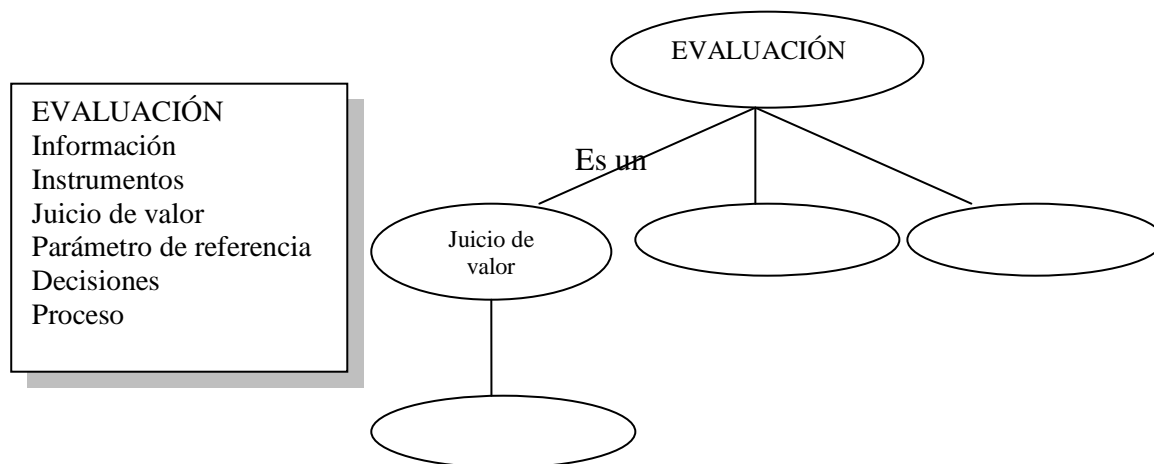 EVALUACIÓN
EVALUACIÓN
Información
Instrumentos
Juicio de valor
Parámetro de referencia
Decisiones
Proceso
Es un
Juicio de
valor